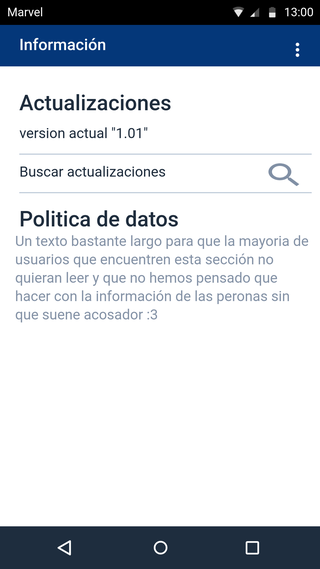 Marvel 13:00
Información
Actualizaciones
version actual "1.01"
Buscar actualizaciones
Politica de datos
Un texto bastante largo para que la mayoria de
usuarios que encuentren esta sección no
quieran leer y que no hemos pensado que
hacer con la información de las peronas sin
que suene acosador :3